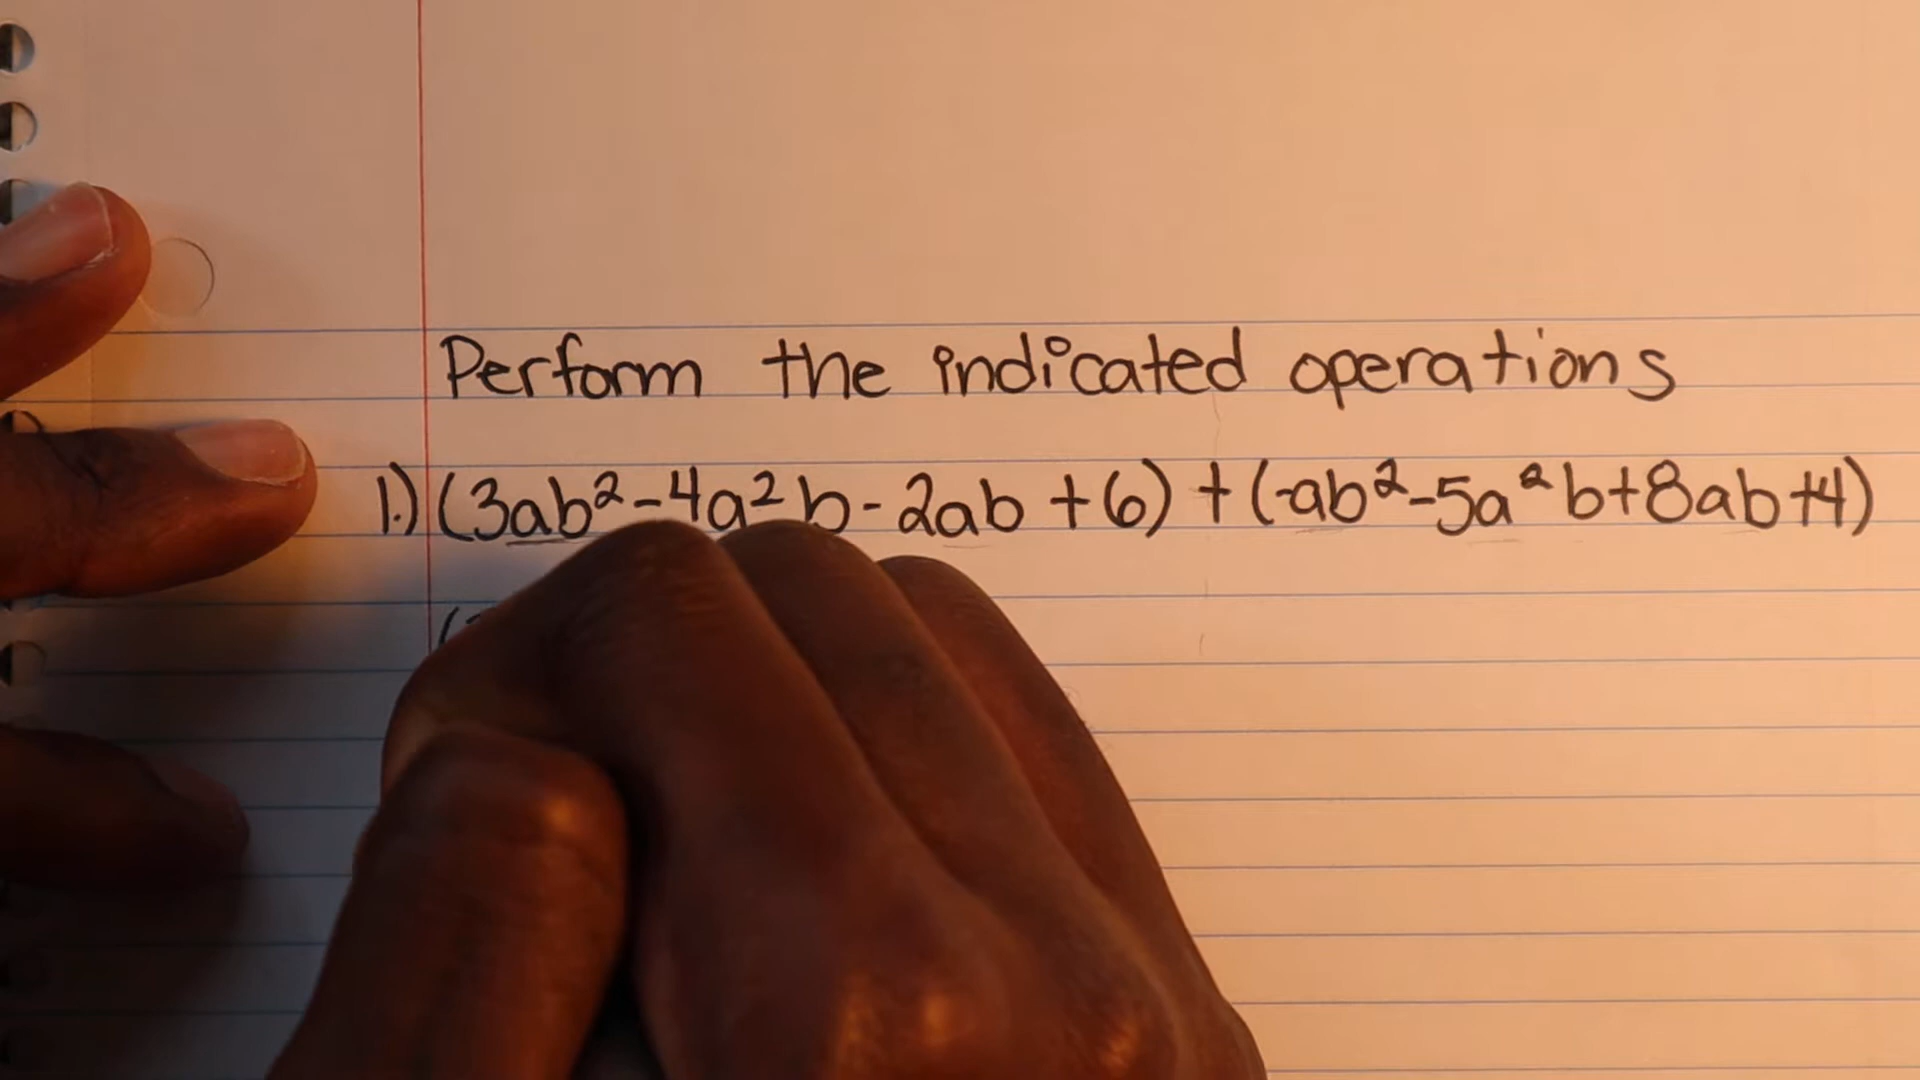 Perform the indicated operations
1.) (3ab²-4a²b-2ab+6) + (-ab²-5a²b+8ab+4)
(